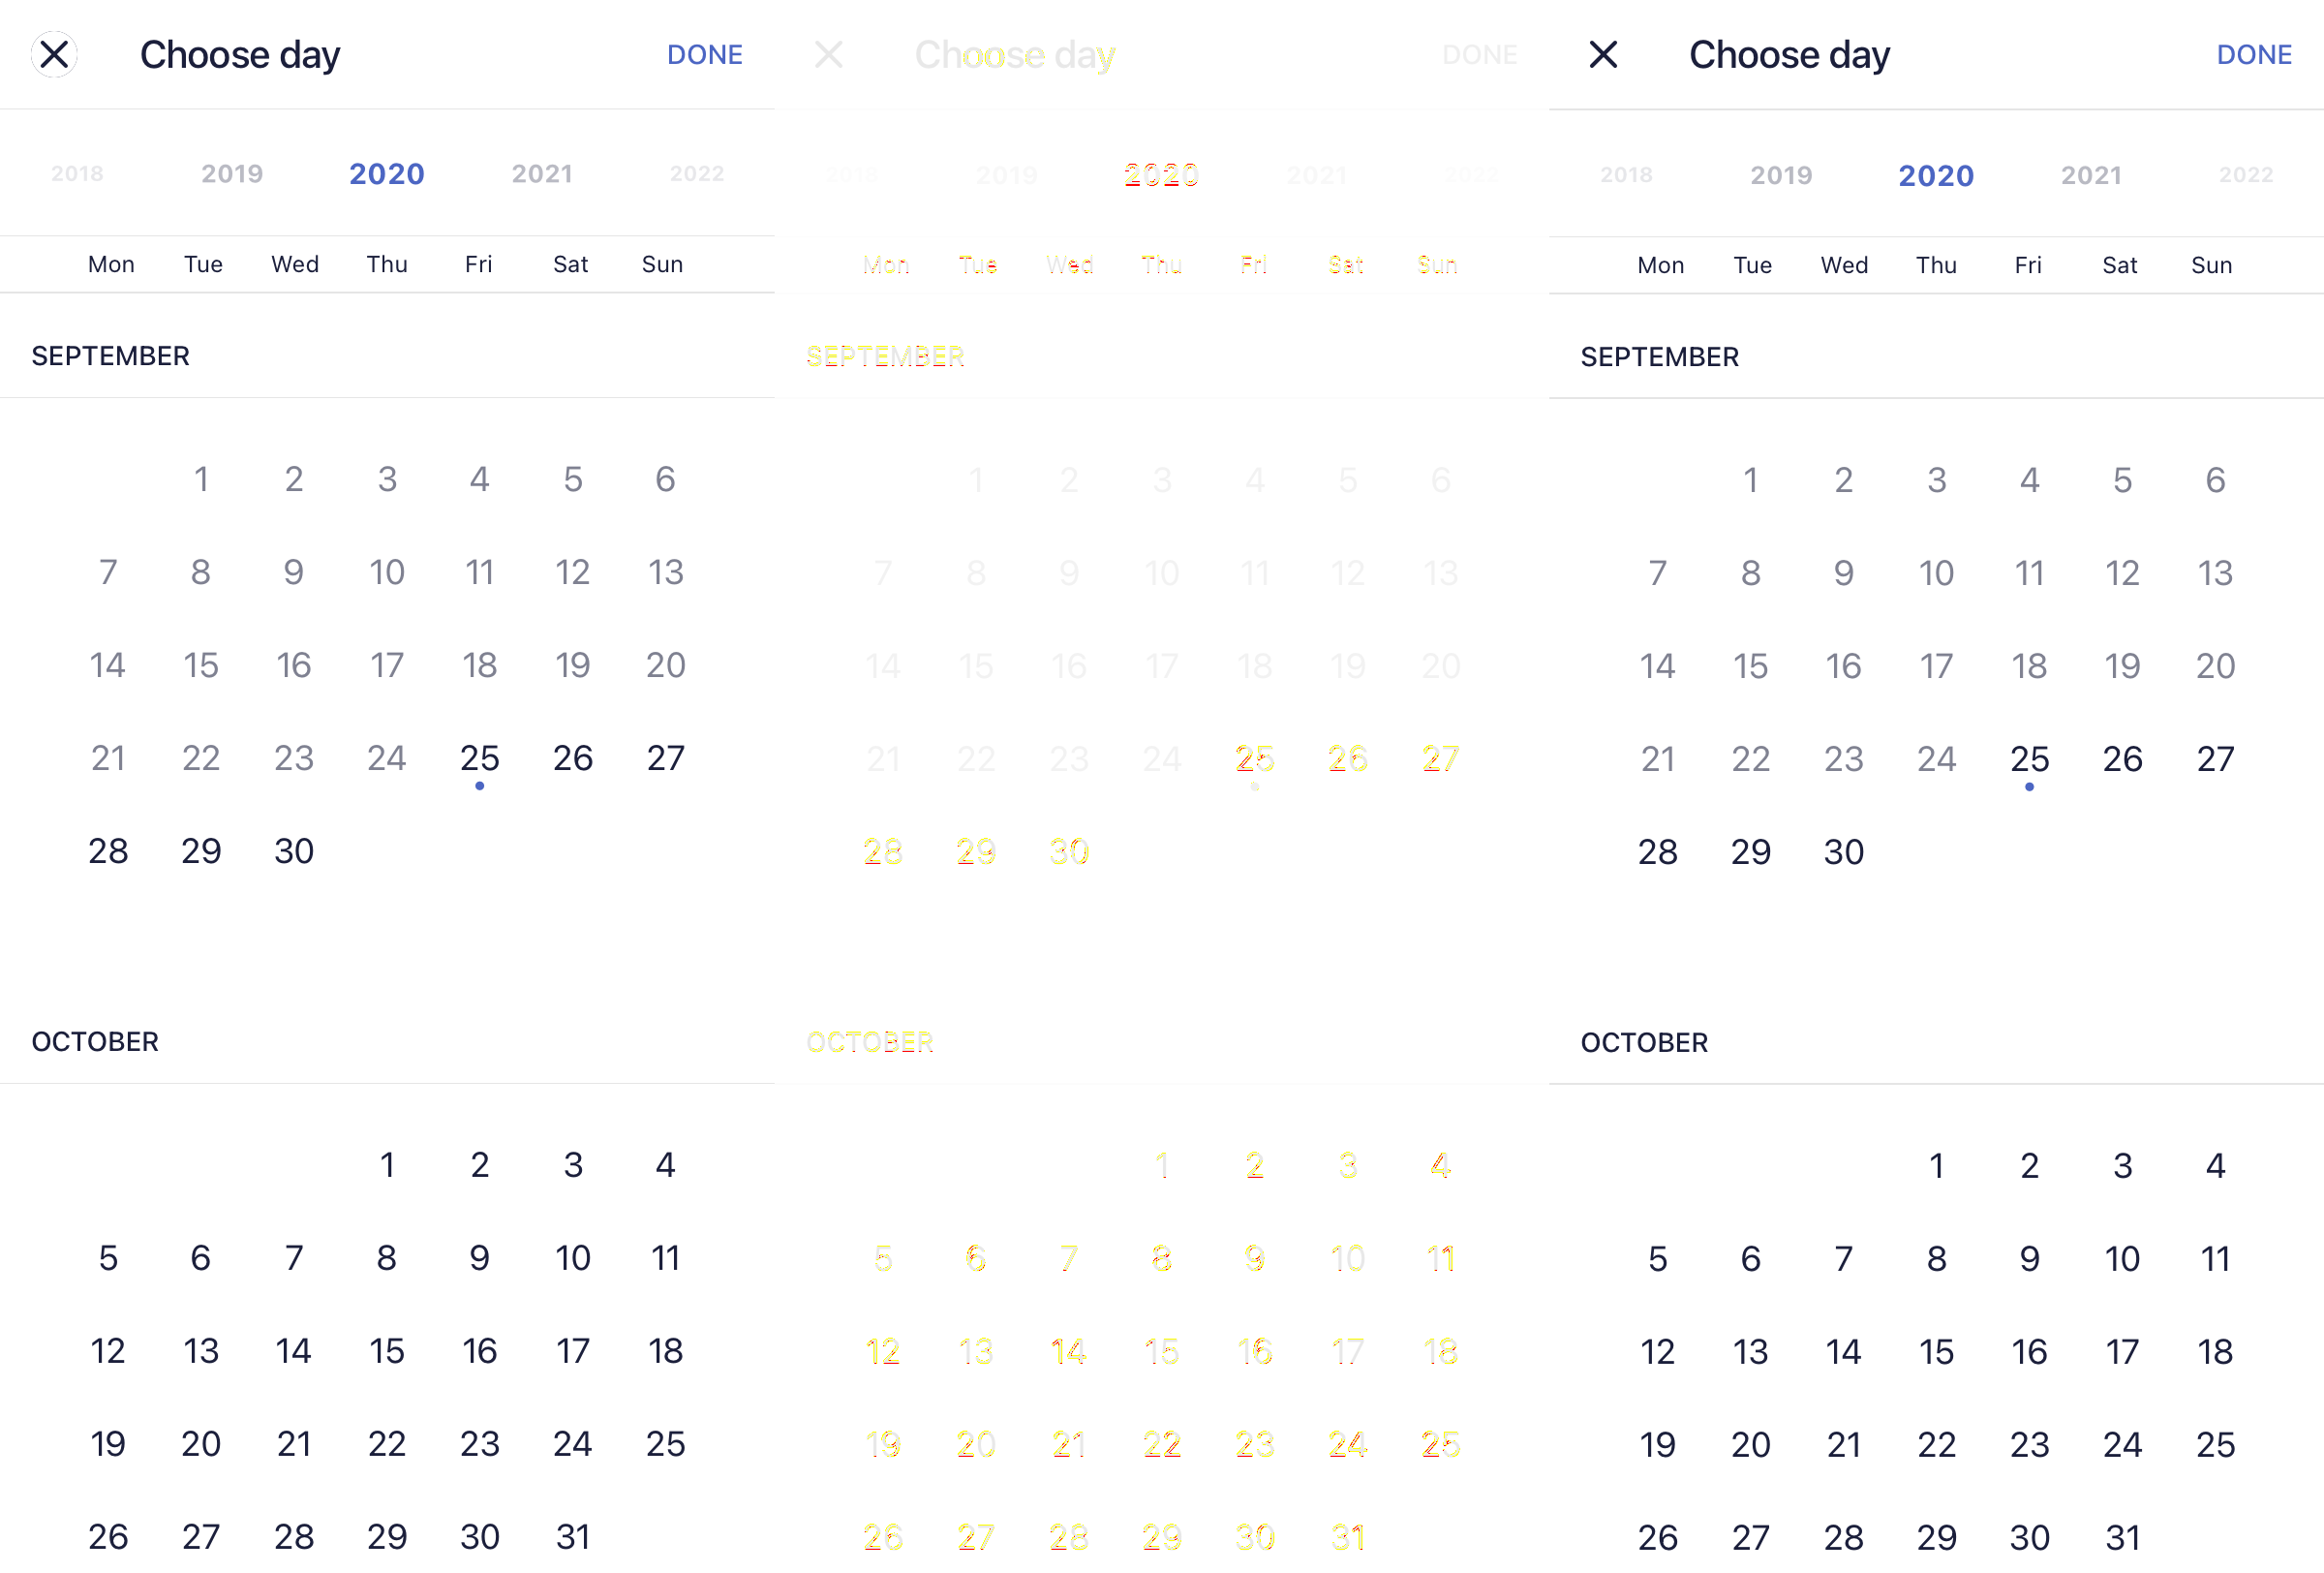 Choose day DONE
2018 2019 2020 2021 2022
Mon Tue Wed Thu Fri Sat Sun
SEPTEMBER
1 2 3 4 5 6
7 8 9 10 11 12 13
14 15 16 17 18 19 20
21 22 23 24 25 26 27
28 29 30
OCTOBER
1 2 3 4
5 6 7 8 9 10 11
12 13 14 15 16 17 18
19 20 21 22 23 24 25
26 27 28 29 30 31
Choose day DONE
2018 2019 2020 2021 2022
Mon Tue Wed Thu Fri Sat Sun
SEPTEMBER
1 2 3 4 5 6
7 8 9 10 11 12 13
14 15 16 17 18 19 20
21 22 23 24 25 26 27
28 29 30
OCTOBER
1 2 3 4
5 6 7 8 9 10 11
12 13 14 15 16 17 18
19 20 21 22 23 24 25
26 27 28 29 30 31
Choose day DONE
2018 2019 2020 2021 2022
Mon Tue Wed Thu Fri Sat Sun
SEPTEMBER
1 2 3 4 5 6
7 8 9 10 11 12 13
14 15 16 17 18 19 20
21 22 23 24 25 26 27
28 29 30
OCTOBER
1 2 3 4
5 6 7 8 9 10 11
12 13 14 15 16 17 18
19 20 21 22 23 24 25
26 27 28 29 30 31